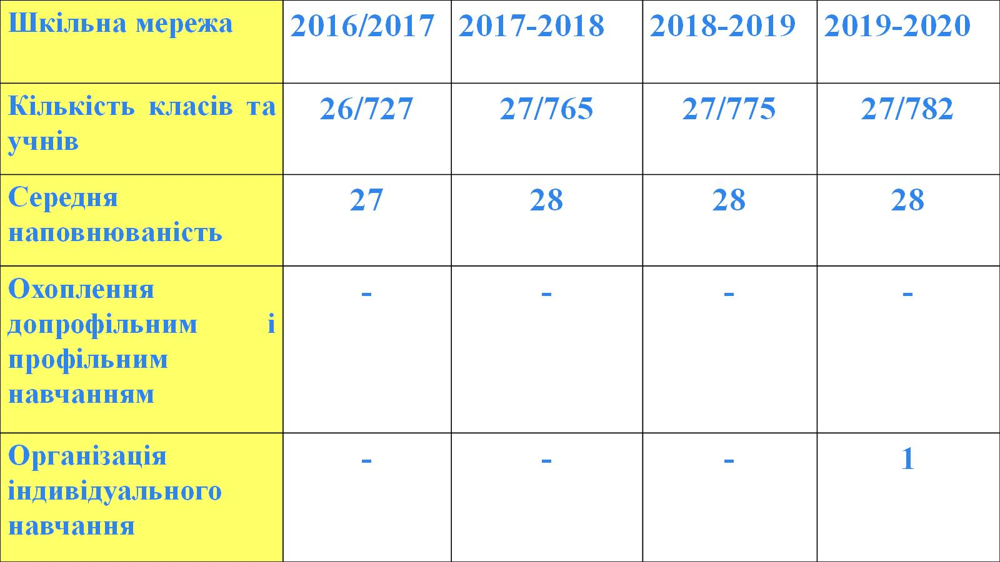 Шкільна мережа 2016/2017 2017-2018 2018-2019 2019-2020
Кількість класів та
учнів
26/727 27/765 27/775 27/782
Середня
наповнюваність
27 28 28 28
Охоплення
допрофільним і
профільним
навчанням
- - - -
Організація
індивідуального
навчання
- - - 1